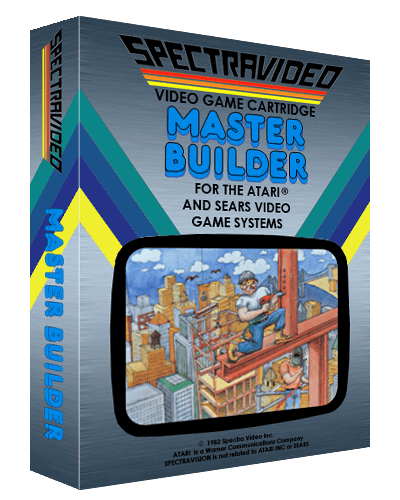 SPECTRAVIDEO
VIDEO GAME CARTRIDGE
MASTER
BUILDER
FOR THE ATARI®
AND SEARS VIDEO
GAME SYSTEMS
© 1982 Spectra Video Inc.
ATARI is a Warner Communications Company
SPECTRAVISION is not related to ATARI INC or SEARS
SPECTRAVIDEO
MASTER BUILDER